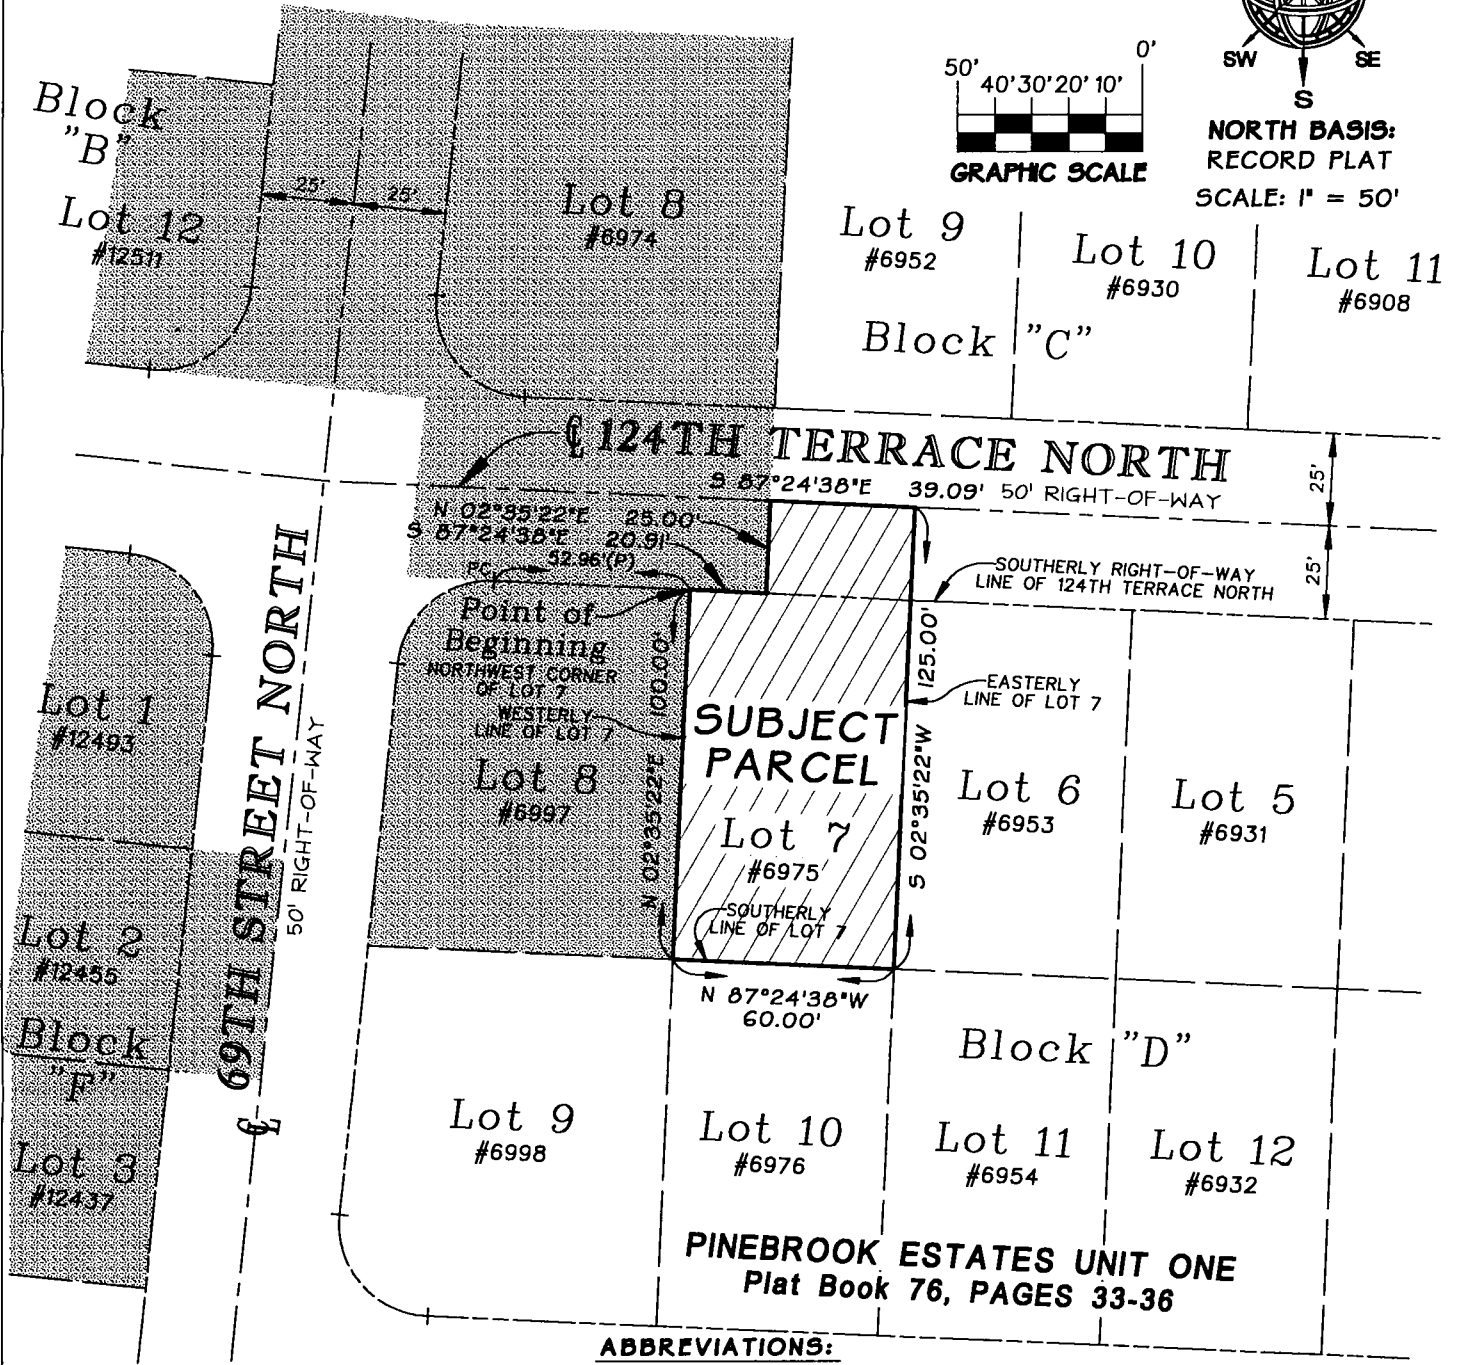 0'
50'
40' 30' 20' 10'
GRAPHIC SCALE
SW
SE
S
NORTH BASIS:
RECORD PLAT
SCALE: 1" = 50'
Block
"B"
Lot 12
#12511
25'
25'
Lot 8
#6974
Lot 9
#6952
Lot 10
#6930
Lot 11
#6908
Block "C"
℄ 124TH TERRACE NORTH
S 87°24'38"E 39.09' 50' RIGHT-OF-WAY
25'
25'
N 02°35'22"E 25.00'
S 87°24'38"E 20.91'
PC
52.96'(P)
SOUTHERLY RIGHT-OF-WAY
LINE OF 124TH TERRACE NORTH
Point of
Beginning
NORTHWEST CORNER
OF LOT 7
WESTERLY
LINE OF LOT 7
N 02°35'22"E 100.00'
S 02°35'22"W 125.00'
EASTERLY
LINE OF LOT 7
SUBJECT
PARCEL
Lot 7
#6975
SOUTHERLY
LINE OF LOT 7
N 87°24'38"W
60.00'
Lot 8
#6997
Lot 6
#6953
Lot 5
#6931
Lot 1
#12493
Lot 2
#12455
Block
"F"
Lot 3
#12437
℄ 69TH STREET NORTH
50' RIGHT-OF-WAY
Block "D"
Lot 9
#6998
Lot 10
#6976
Lot 11
#6954
Lot 12
#6932
PINEBROOK ESTATES UNIT ONE
Plat Book 76, PAGES 33-36
ABBREVIATIONS: